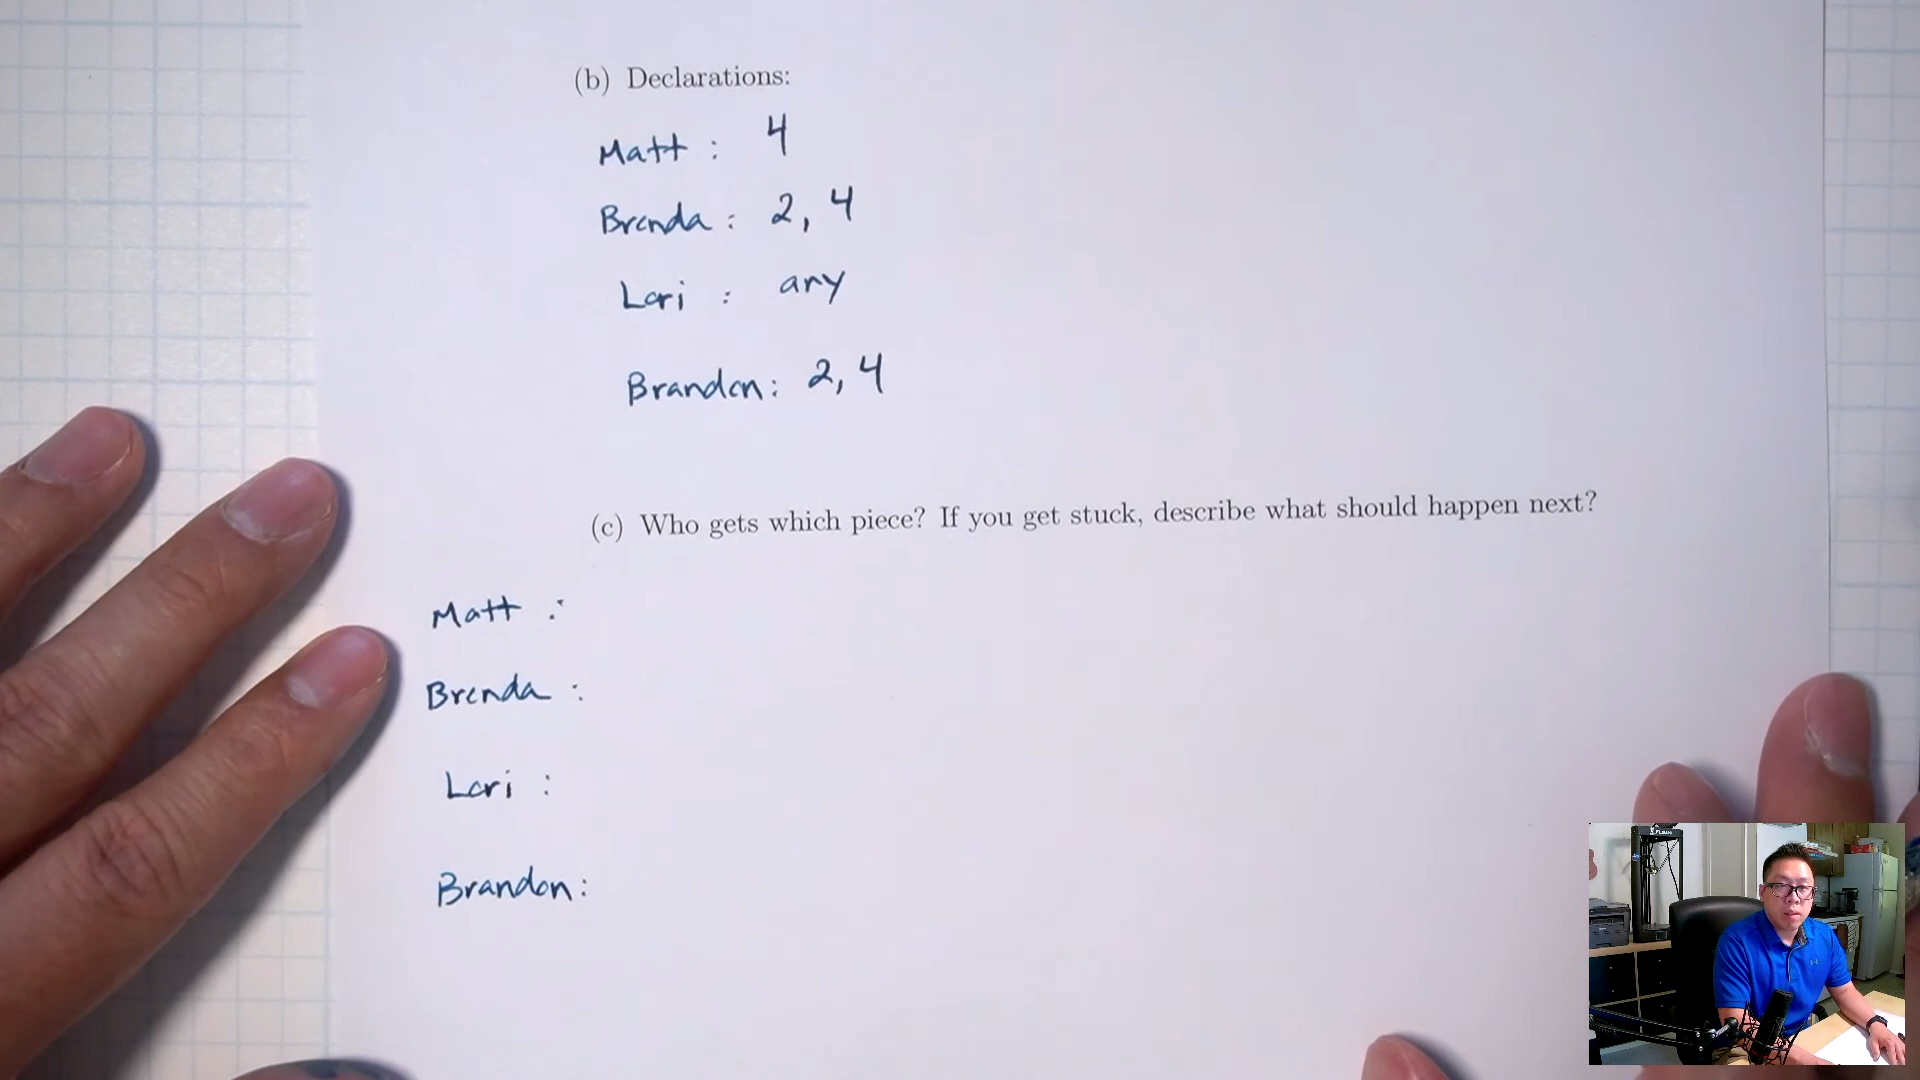 (b) Declarations:
Matt : 4
Brenda : 2, 4
Lori : any
Brandon: 2, 4
(c) Who gets which piece? If you get stuck, describe what should happen next?
Matt :
Brenda :
Lori :
Brandon: